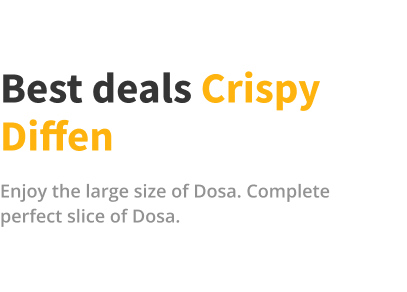 Best deals Crispy
Diffen
Enjoy the large size of Dosa. Complete
perfect slice of Dosa.